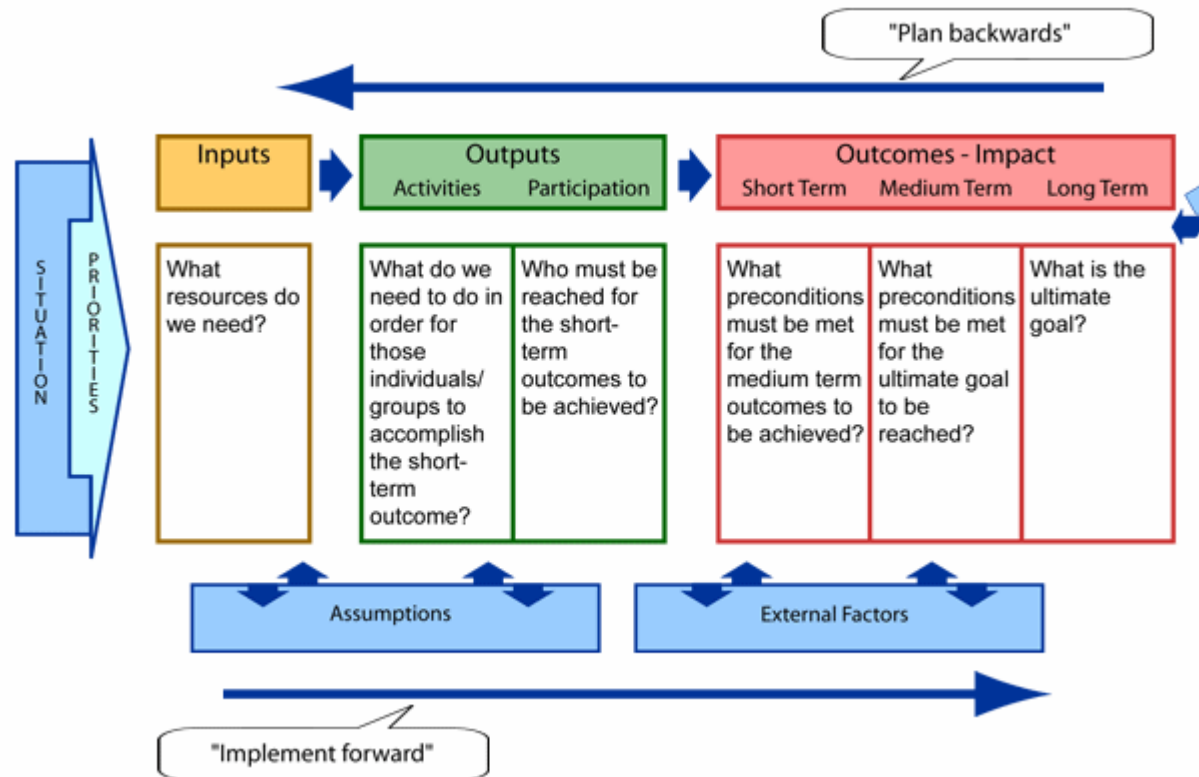 "Plan backwards"
Inputs
Outputs
Activities Participation
Outcomes - Impact
Short Term Medium Term Long Term
SITUATION
PRIORITIES
What
resources do
we need?
What do we
need to do in
order for
those
individuals/
groups to
accomplish
the short-
term
outcome?
Who must be
reached for
the short-
term
outcomes to
be achieved?
What
preconditions
must be met
for the
medium term
outcomes to
be achieved?
What
preconditions
must be met
for the
ultimate goal
to be
reached?
What is the
ultimate
goal?
Assumptions
External Factors
"Implement forward"